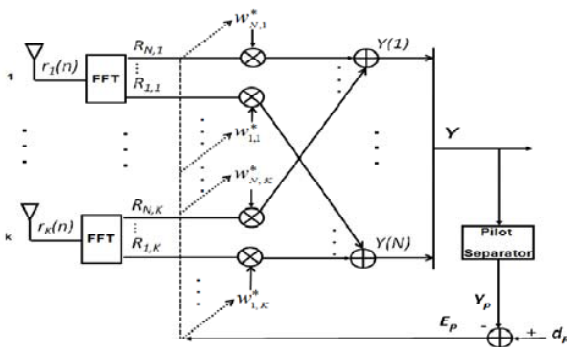 w*N,1
RN,1
Y(1)
1
r1(n)
FFT
R1,1
w*1,1
Y
w*N,K
RN,K
k
rK(n)
FFT
R1,K
Y(N)
Pilot
Separator
w*1,K
Yp
Ep
-
+
dp